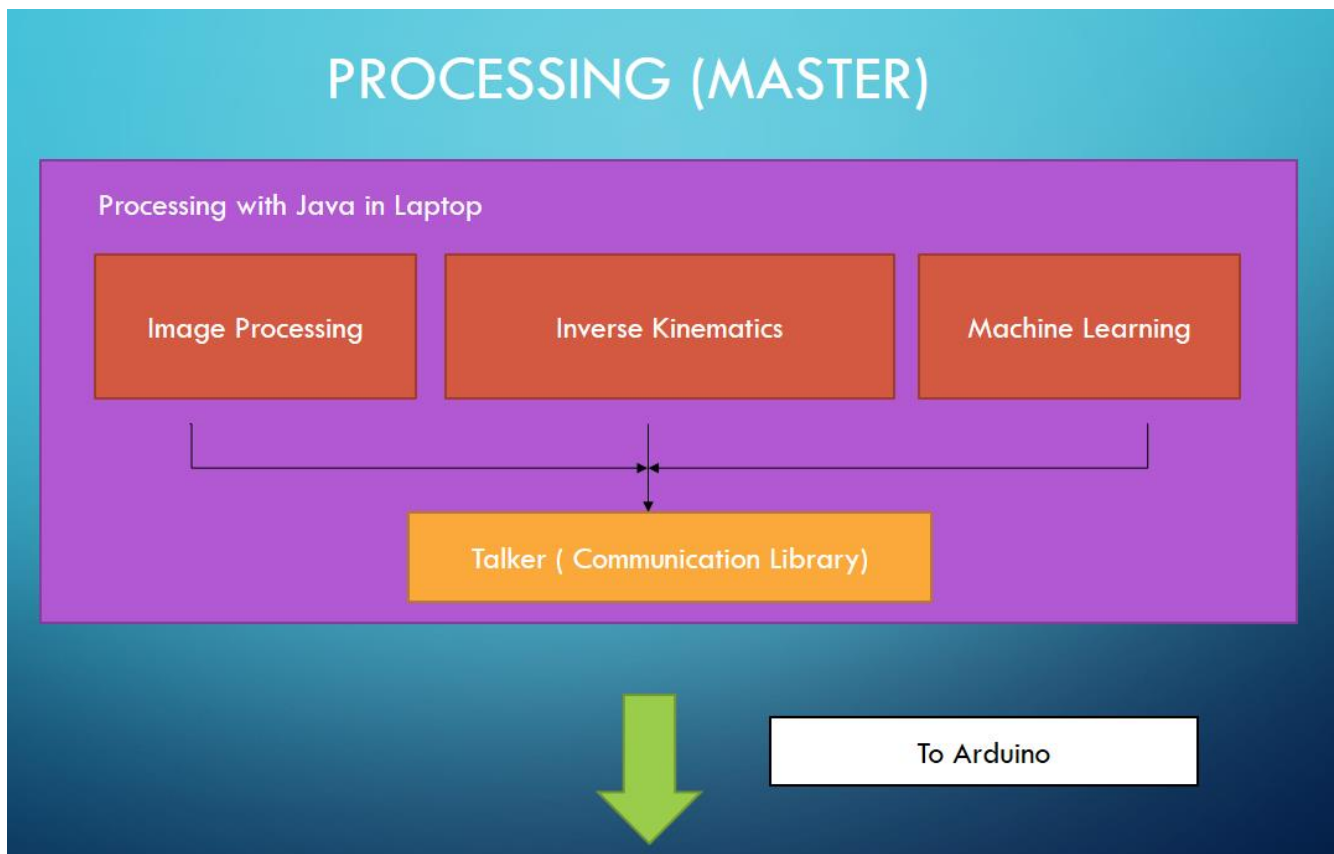 PROCESSING (MASTER)
Processing with Java in Laptop
Image Processing
Inverse Kinematics
Machine Learning
Talker ( Communication Library)
To Arduino